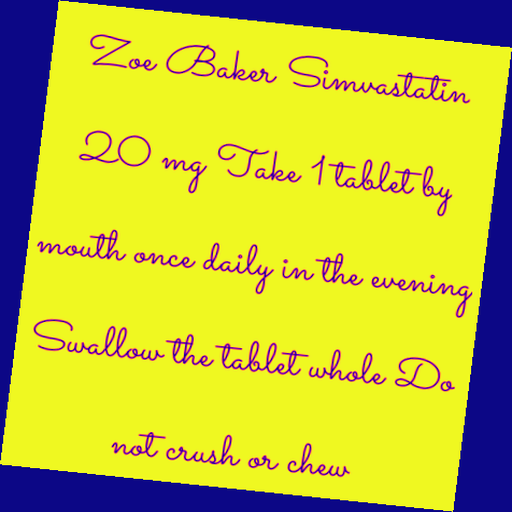 Zoe Baker Simvastatin
20 mg Take 1 tablet by
mouth once daily in the evening
Swallow the tablet whole Do
not crush or chew